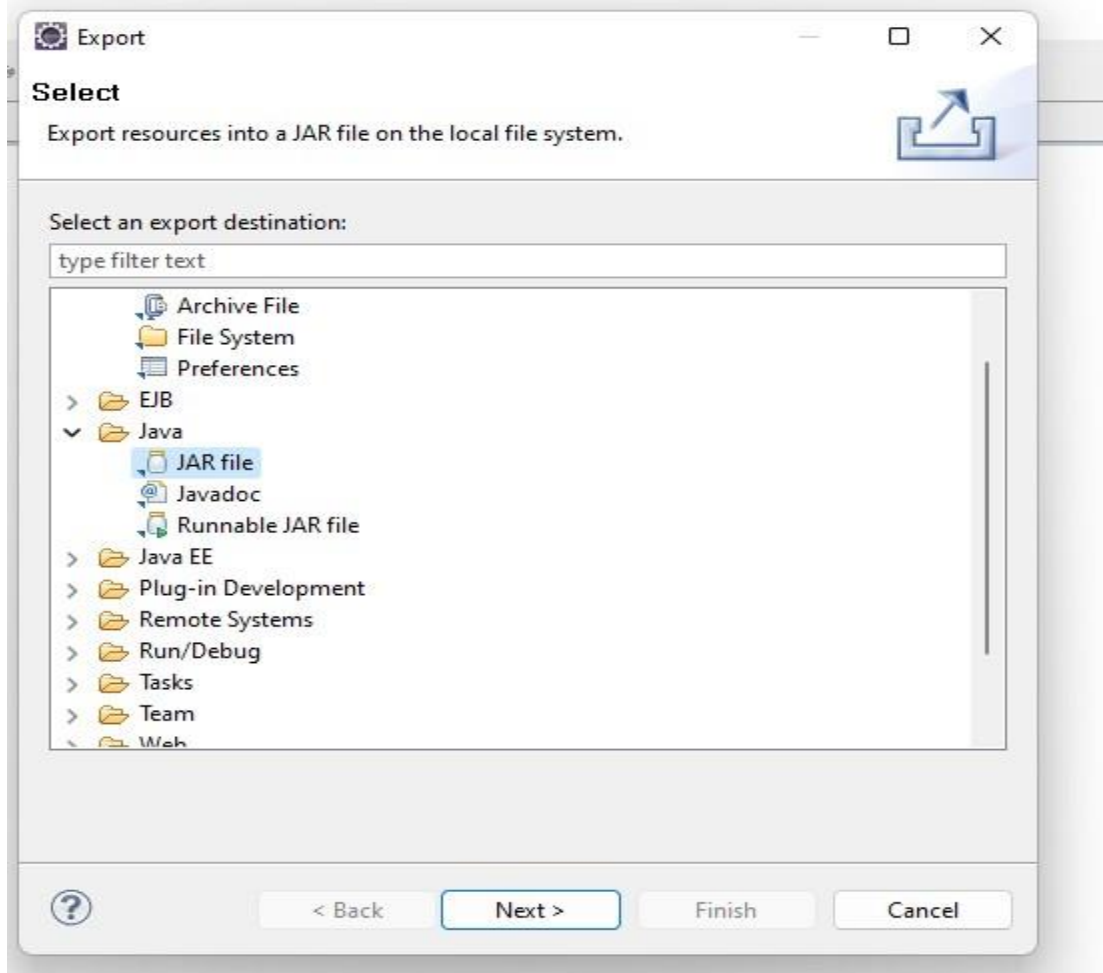 Export
Select
Export resources into a JAR file on the local file system.
Select an export destination:
type filter text
Archive File
File System
Preferences
EJB
Java
JAR file
Javadoc
Runnable JAR file
Java EE
Plug-in Development
Remote Systems
Run/Debug
Tasks
Team
Web
?
< Back
Next >
Finish
Cancel